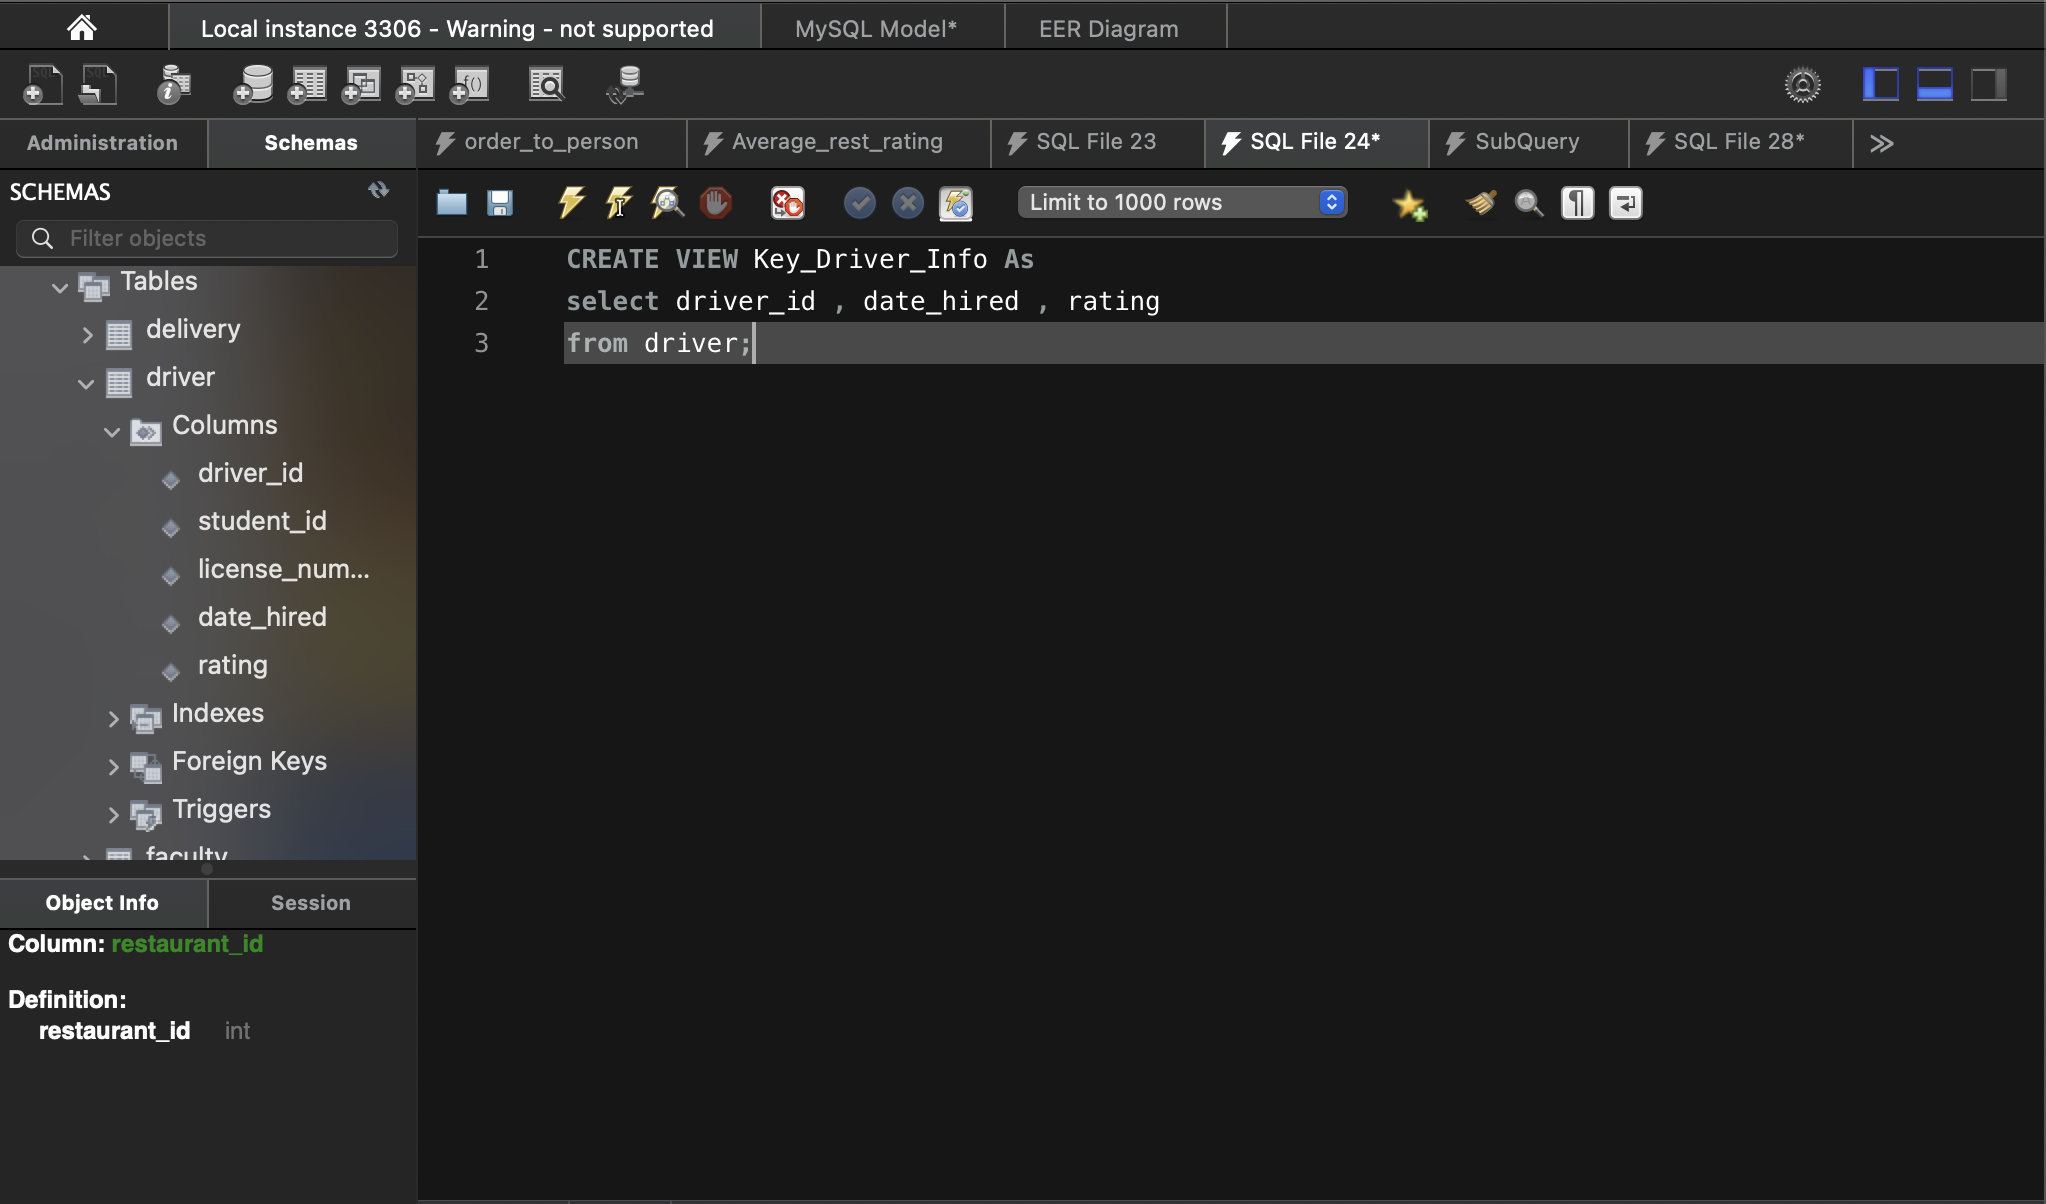 Local instance 3306 - Warning - not supported
MySQL Model*
EER Diagram
Administration
Schemas
order_to_person
Average_rest_rating
SQL File 23
SQL File 24*
SubQuery
SQL File 28*
SCHEMAS
Limit to 1000 rows
Filter objects
Tables
delivery
driver
Columns
driver_id
student_id
license_num...
date_hired
rating
Indexes
Foreign Keys
Triggers
faculty
1 CREATE VIEW Key_Driver_Info As
2 select driver_id , date_hired , rating
3 from driver;
Object Info
Session
Column: restaurant_id
Definition:
restaurant_id int